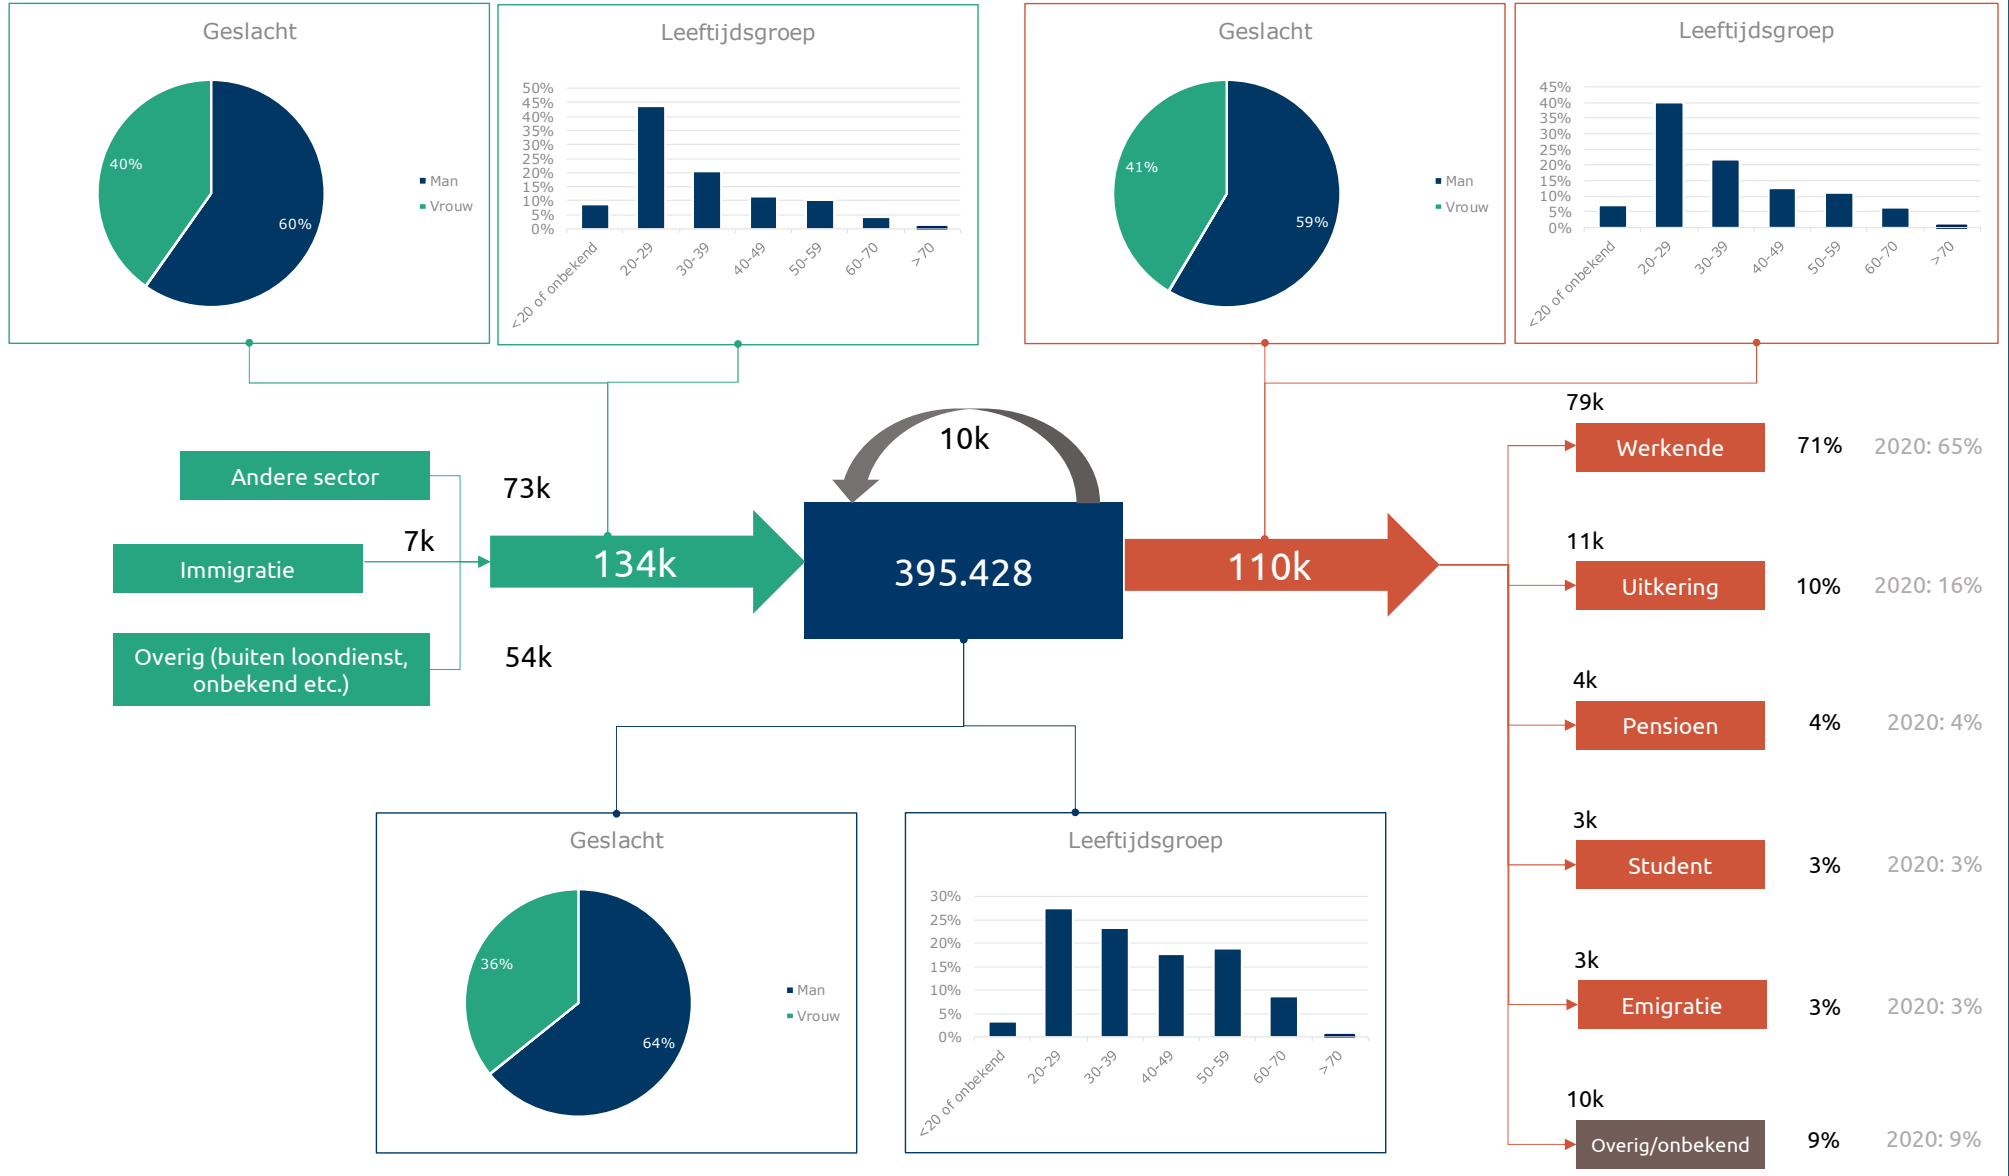 Geslacht
40%
60%
Man
Vrouw
Leeftijdsgroep
50%
45%
40%
35%
30%
25%
20%
15%
10%
5%
0%
<20 of onbekend
20-29
30-39
40-49
50-59
60-70
>70
Geslacht
41%
59%
Man
Vrouw
Leeftijdsgroep
45%
40%
35%
30%
25%
20%
15%
10%
5%
0%
<20 of onbekend
20-29
30-39
40-49
50-59
60-70
>70
Andere sector
73k
Immigratie
7k
Overig (buiten loondienst,
onbekend etc.)
54k
134k
10k
395.428
110k
79k
Werkende
71%
2020: 65%
11k
Uitkering
10%
2020: 16%
4k
Pensioen
4%
2020: 4%
3k
Student
3%
2020: 3%
3k
Emigratie
3%
2020: 3%
10k
Overig/onbekend
9%
2020: 9%
Geslacht
36%
64%
Man
Vrouw
Leeftijdsgroep
30%
25%
20%
15%
10%
5%
0%
<20 of onbekend
20-29
30-39
40-49
50-59
60-70
>70